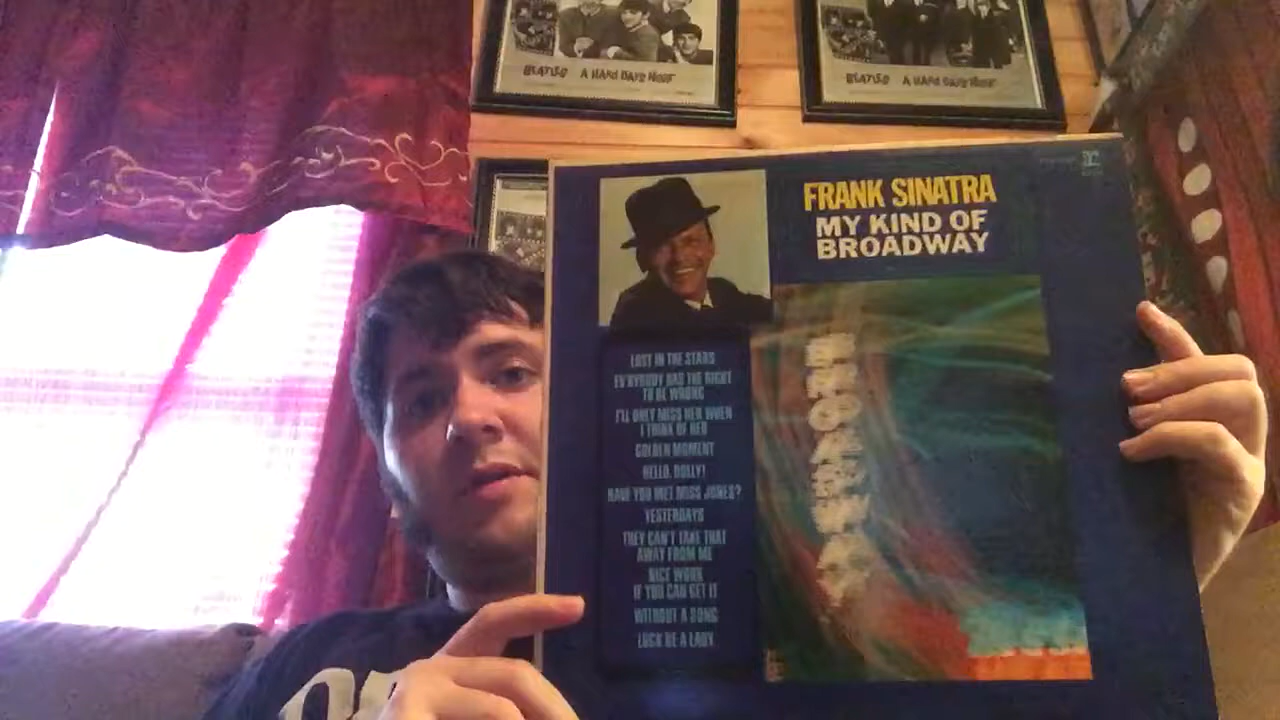 BEATLES A HARD DAYS NIGHT
BEATLES A HARD DAYS NIGHT
FRANK SINATRA
MY KIND OF
BROADWAY
LOST IN THE STARS
EV'RYBODY HAS THE RIGHT
TO BE WRONG
I'LL ONLY MISS HER WHEN
I THINK OF HER
GOLDEN MOMENT
HELLO, DOLLY!
HAVE YOU MET MISS JONES?
YESTERDAYS
THEY CAN'T TAKE THAT
AWAY FROM ME
NICE WORK
IF YOU CAN GET IT
WITHOUT A SONG
LUCK BE A LADY